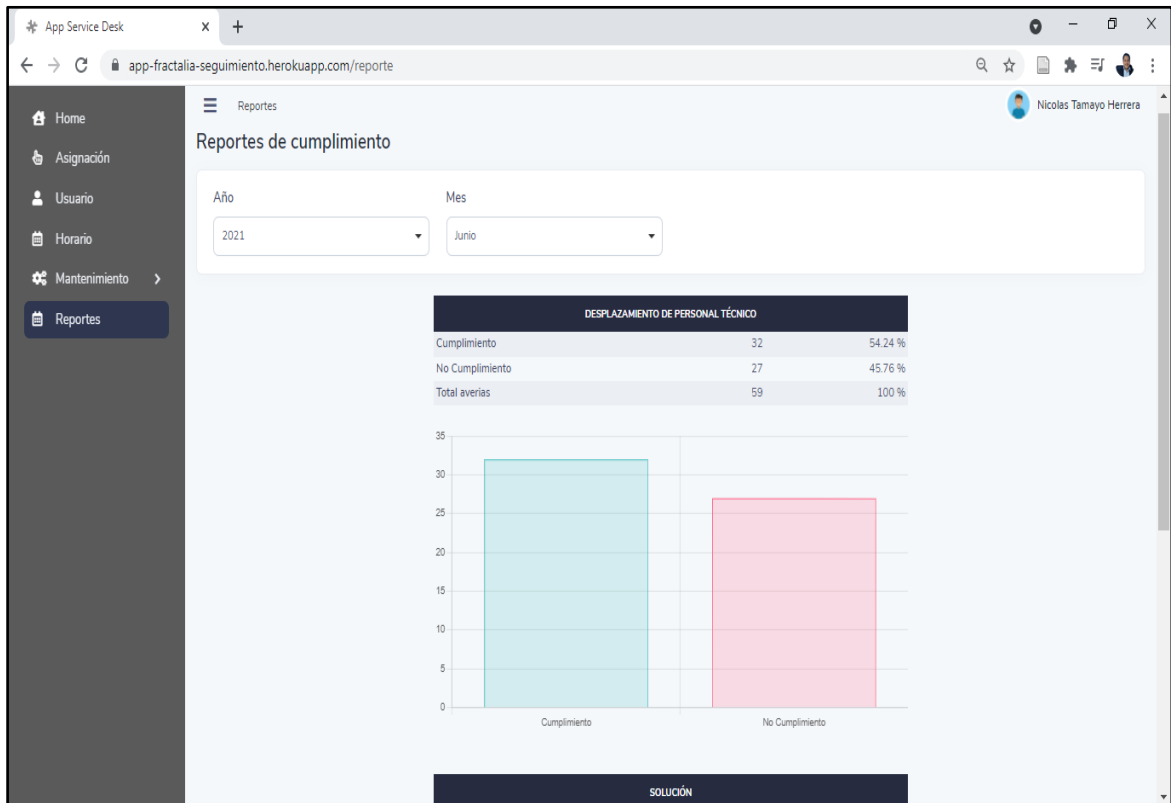 App Service Desk
app-fractalia-seguimiento.herokuapp.com/reporte
Home
Asignación
Usuario
Horario
Mantenimiento
Reportes
Reportes
Nicolas Tamayo Herrera
Reportes de cumplimiento
Año Mes
2021 Junio
DESPLAZAMIENTO DE PERSONAL TÉCNICO
Cumplimiento 32 54.24 %
No Cumplimiento 27 45.76 %
Total averias 59 100 %
35
30
25
20
15
10
5
0
Cumplimiento No Cumplimiento
SOLUCIÓN